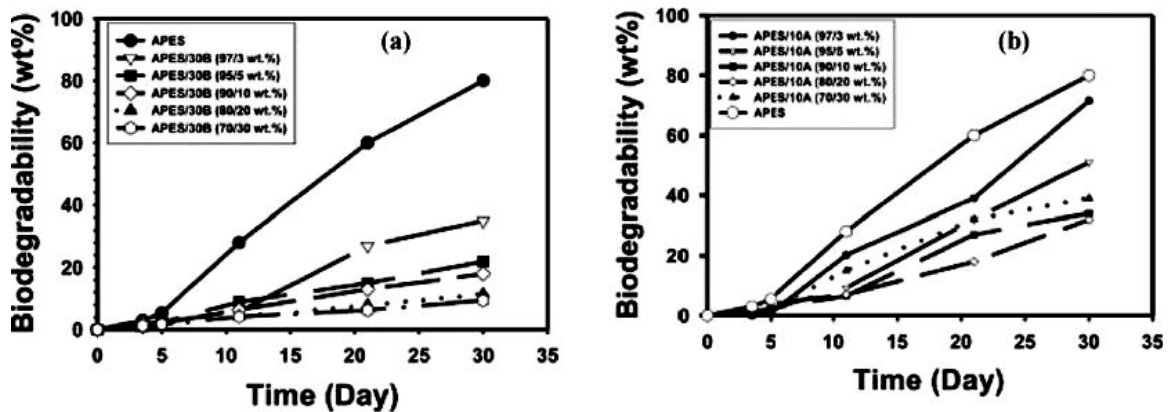 (a)
APES
APES/30B (97/3 wt.%)
APES/30B (95/5 wt.%)
APES/30B (90/10 wt.%)
APES/30B (80/20 wt.%)
APES/30B (70/30 wt.%)
Biodegradability (wt%)
100
80
60
40
20
0
0 5 10 15 20 25 30 35
Time (Day)
(b)
APES/10A (97/3 wt.%)
APES/10A (95/5 wt.%)
APES/10A (90/10 wt.%)
APES/10A (80/20 wt.%)
APES/10A (70/30 wt.%)
APES
Biodegradability (wt%)
100
80
60
40
20
0
0 5 10 15 20 25 30 35
Time (Day)